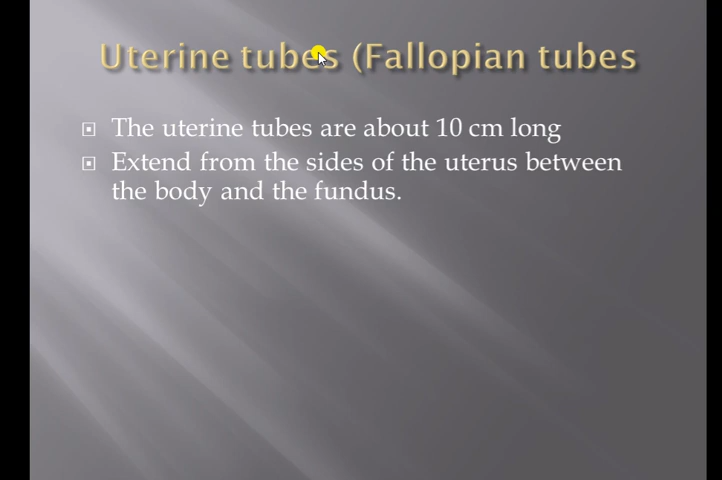 Uterine tubes (Fallopian tubes
The uterine tubes are about 10 cm long
Extend from the sides of the uterus between
the body and the fundus.